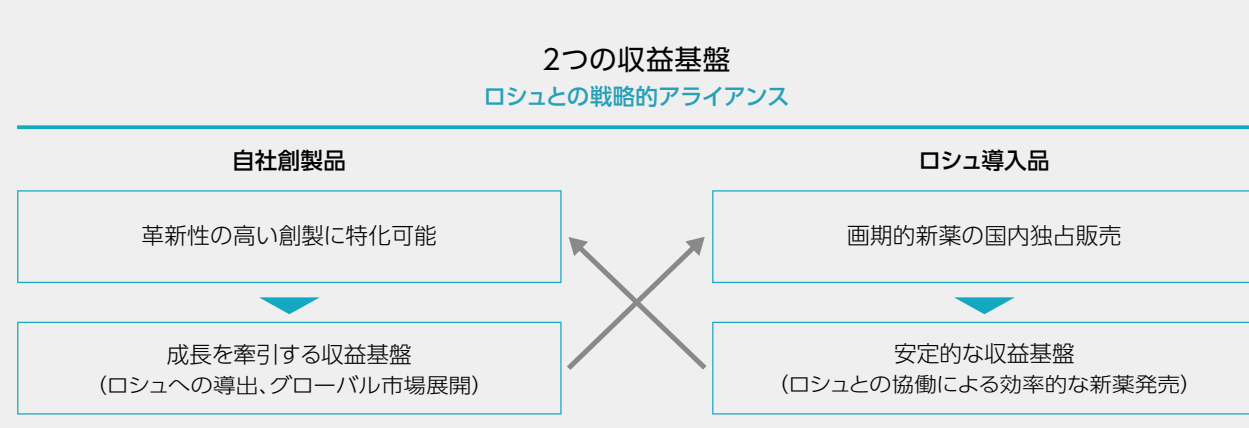 2つの収益基盤
ロシュとの戦略的アライアンス
自社創製品
革新性の高い創製に特化可能
成長を牽引する収益基盤
（ロシュへの導出、グローバル市場展開）
ロシュ導入品
画期的新薬の国内独占販売
安定的な収益基盤
（ロシュとの協働による効率的な新薬発売）